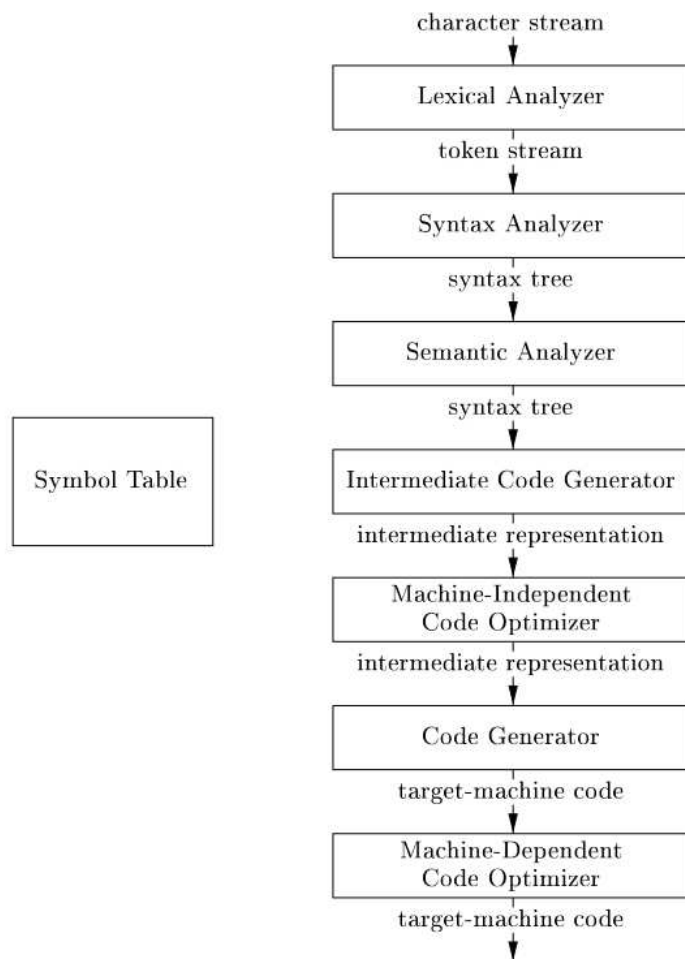 character stream
Lexical Analyzer
token stream
Syntax Analyzer
syntax tree
Semantic Analyzer
syntax tree
Symbol Table
Intermediate Code Generator
intermediate representation
Machine-Independent
Code Optimizer
intermediate representation
Code Generator
target-machine code
Machine-Dependent
Code Optimizer
target-machine code